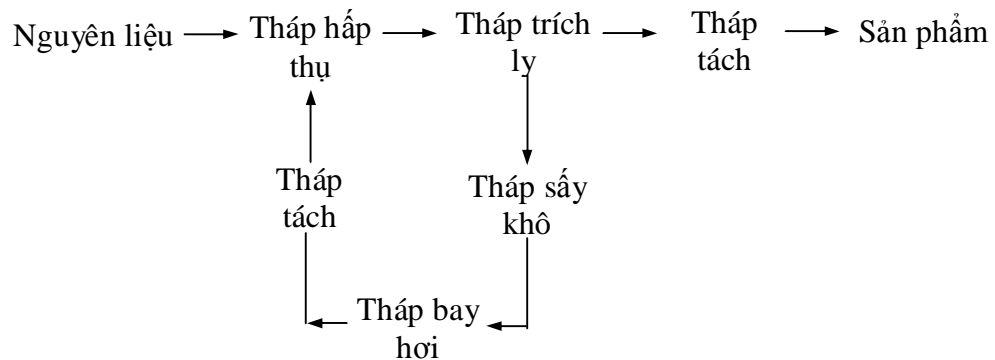 Nguyên liệu
Tháp hấp
thụ
Tháp trích
ly
Tháp
tách
Sản phẩm
Tháp
tách
Tháp sấy
khô
Tháp bay
hơi